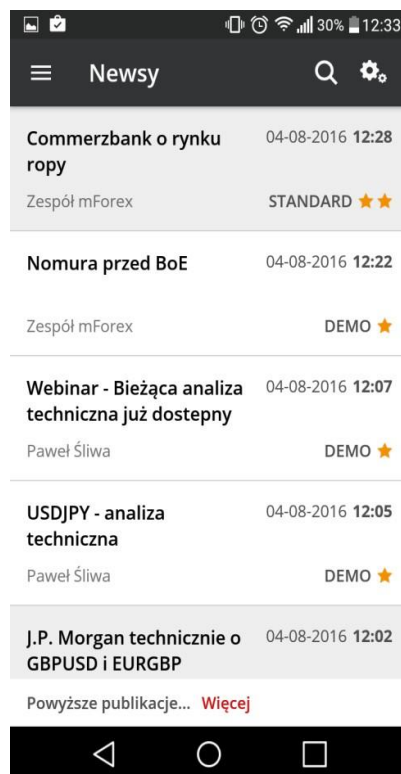 30% 12:33
Newsy
Commerzbank o rynku
ropy
04-08-2016 12:28
Zespół mForex
STANDARD
Nomura przed BoE
04-08-2016 12:22
Zespół mForex
DEMO
Webinar - Bieżąca analiza
techniczna już dostepny
04-08-2016 12:07
Paweł Śliwa
DEMO
USDJPY - analiza
techniczna
04-08-2016 12:05
Paweł Śliwa
DEMO
J.P. Morgan technicznie o
GBPUSD i EURGBP
04-08-2016 12:02
Powyższe publikacje... Więcej